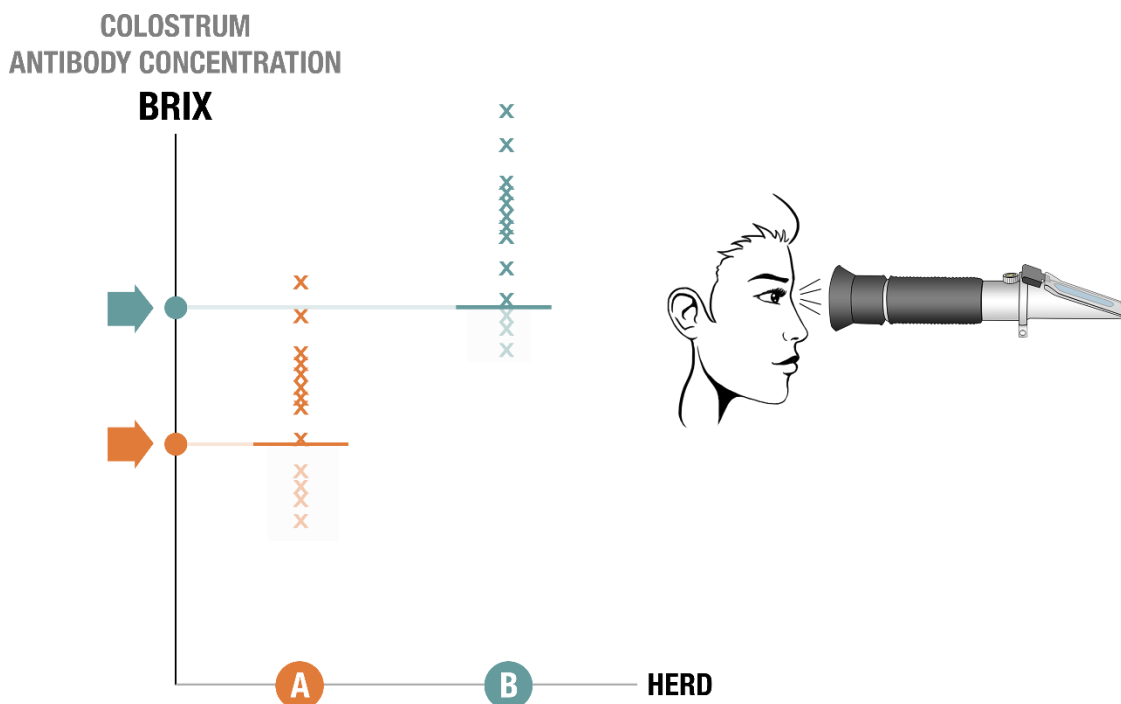 COLOSTRUM
ANTIBODY CONCENTRATION
BRIX
A
B
HERD